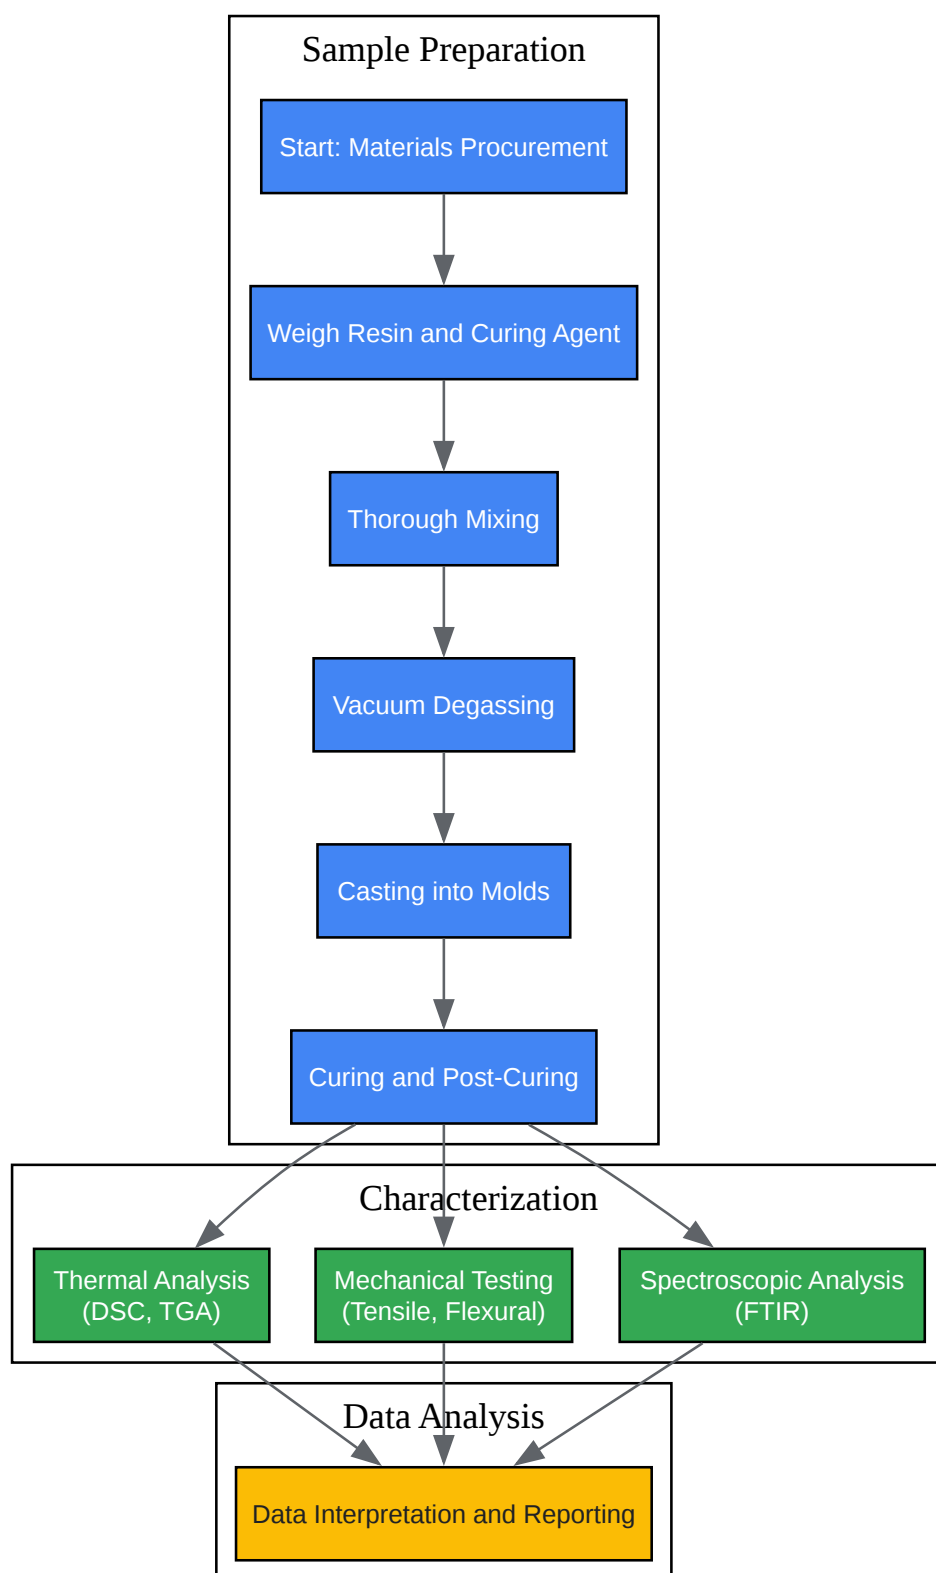 Sample Preparation
Start: Materials Procurement
Weigh Resin and Curing Agent
Thorough Mixing
Vacuum Degassing
Casting into Molds
Curing and Post-Curing
Characterization
Thermal Analysis
(DSC, TGA)
Mechanical Testing
(Tensile, Flexural)
Spectroscopic Analysis
(FTIR)
Data Analysis
Data Interpretation and Reporting